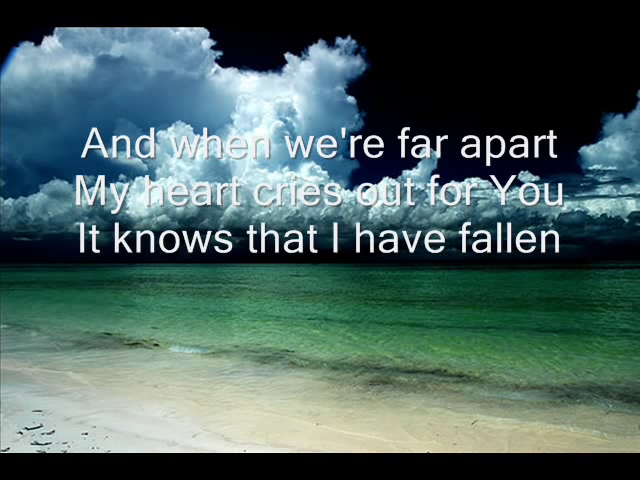 And when we're far apart
My heart cries out for You
It knows that I have fallen